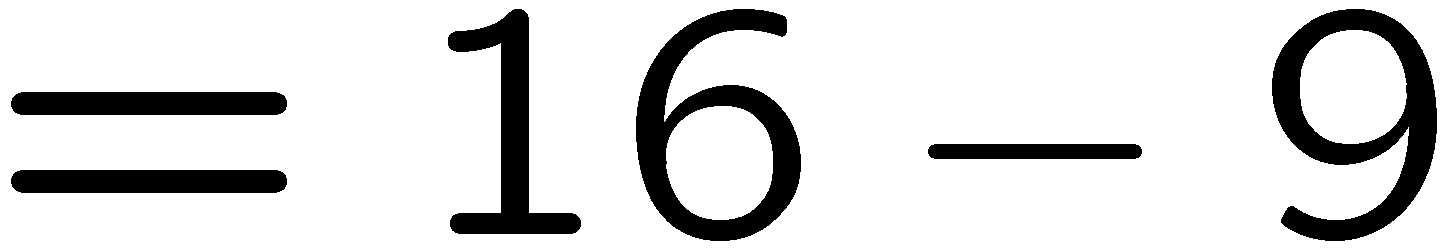 = 16 − 9